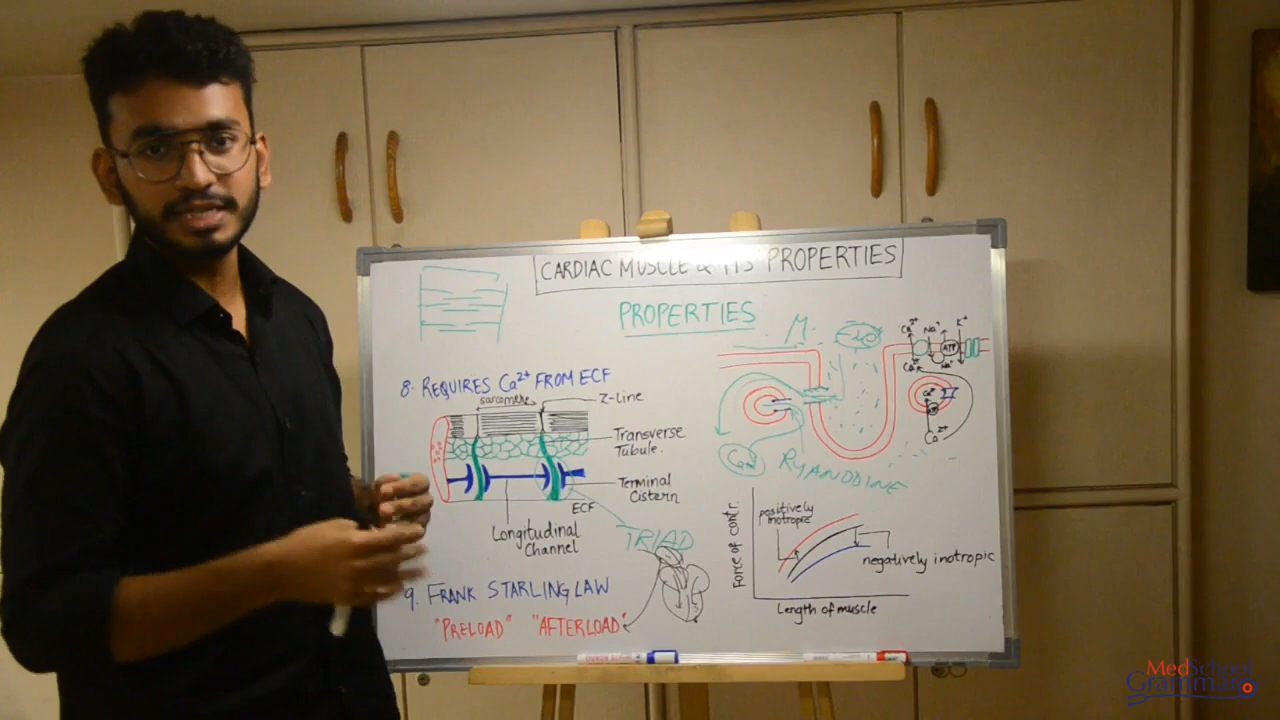 CARDIAC MUSCLE & ITS PROPERTIES
PROPERTIES
8. REQUIRES Ca²⁺ FROM ECF
sarcomere
Z-Line
Transverse
Tubule.
Terminal
Cistern
ECF
Longitudinal
Channel
TRIAD
9. FRANK STARLING LAW
"PRELOAD" "AFTERLOAD"
M.
Ca²⁺ Na⁺ K⁺
ATP
Ca²⁺ Na⁺
Ca²⁺
Ca²⁺
RYANODINE
Force of contr.
positively
inotropic
negatively inotropic
Length of muscle
MedSchool
Grammar